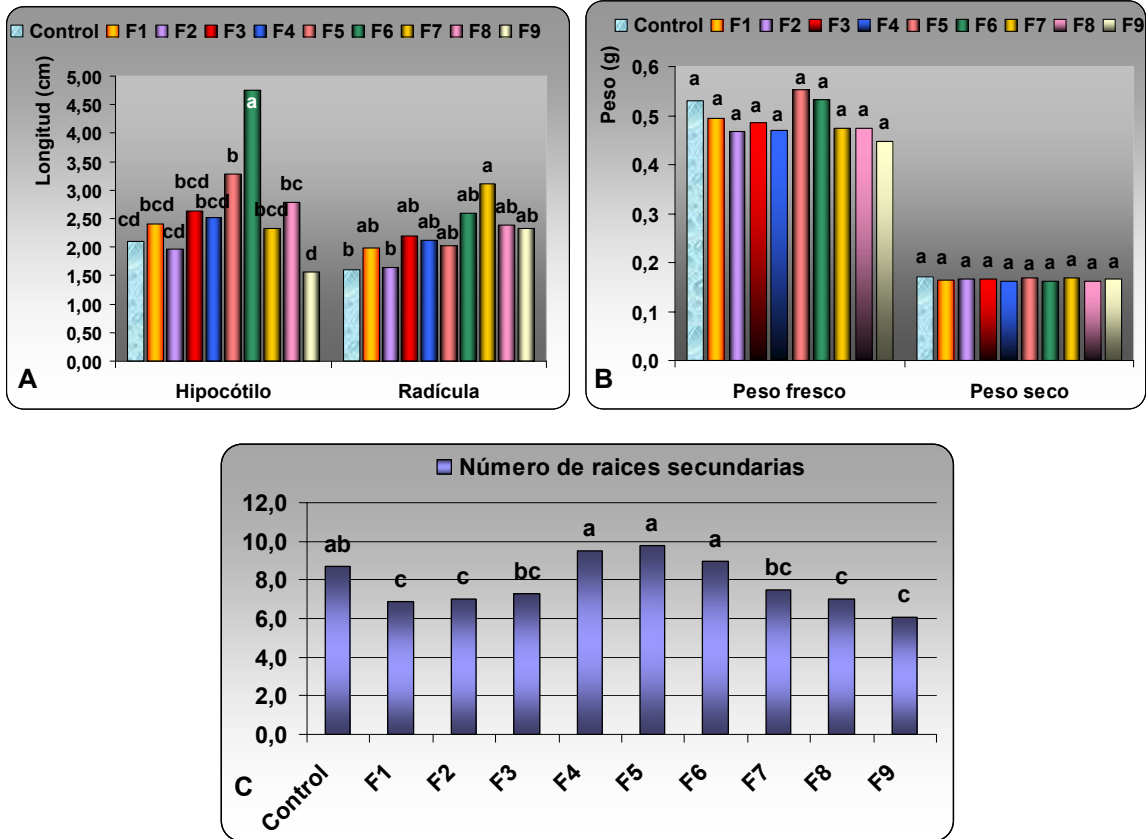 Control F1 F2 F3 F4 F5 F6 F7 F8 F9
Longitud (cm)
5,00
4,50
4,00
3,50
3,00
2,50
2,00
1,50
1,00
0,50
0,00
cd bcd cd bcd bcd b a bcd bc d
b ab b ab ab ab ab a ab ab
Hipocótilo Radícula
A
Control F1 F2 F3 F4 F5 F6 F7 F8 F9
Peso (g)
0,6
0,5
0,4
0,3
0,2
0,1
0,0
a a a a a a a a a a
a a a a a a a a a a
Peso fresco Peso seco
B
Número de raices secundarias
12,0
10,0
8,0
6,0
4,0
2,0
0,0
ab c c bc a a a bc c c
Control F1 F2 F3 F4 F5 F6 F7 F8 F9
C